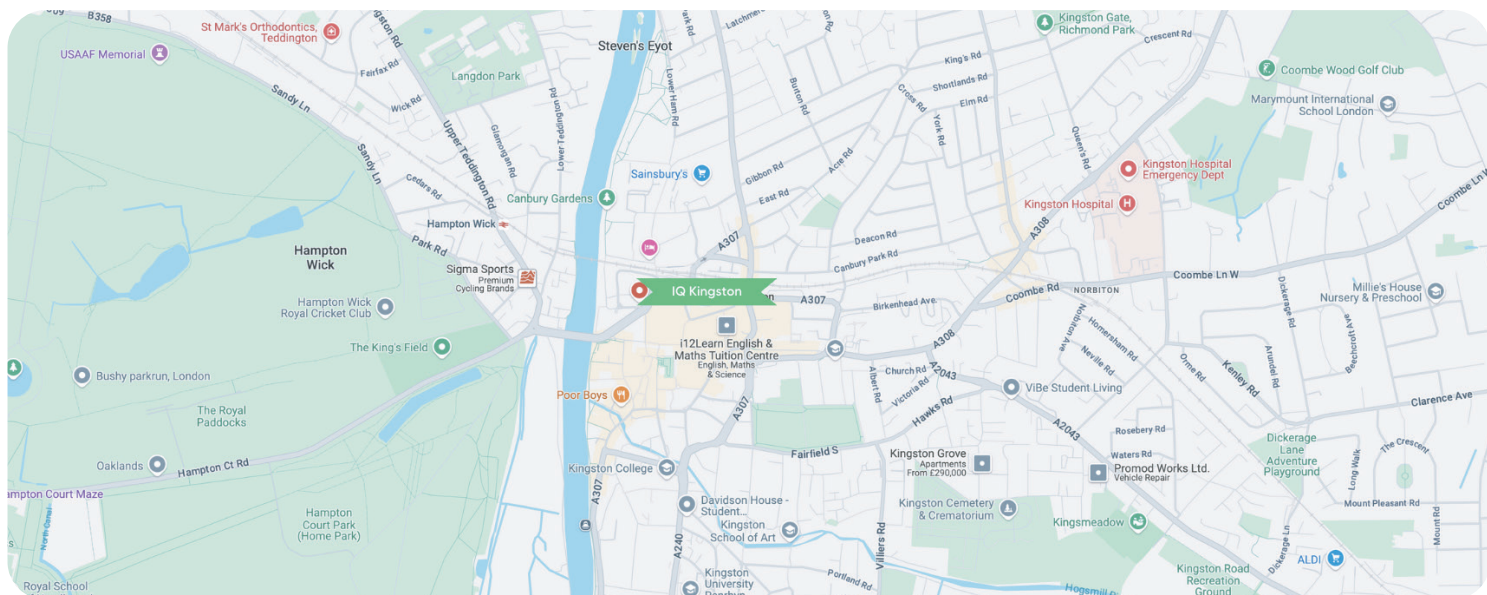 B358
St Mark's Orthodontics,
Teddington
Kingston Rd
USAAF Memorial
Fairfax Rd
Langdon Park
Sandy Ln
Wick Rd
Upper Teddington Rd
Glamorgan Rd
Lower Teddington Rd
Sandy Ln
Cedars Rd
Park Rd
Hampton Wick
Steven's Eyot
Lower Ham Rd
Park Rd
Burton Rd
Sainsbury's
Canbury Gardens
Gibbon Rd
Acre Rd
East Rd
Kingston Gate,
Richmond Park
Crescent Rd
King's Rd
Shortlands Rd
Elm Rd
Cross Rd
York Rd
Queen's Rd
Coombe Wood Golf Club
Marymount International
School London
Kingston Hospital
Emergency Dept
Kingston Hospital
Coombe Ln W
A307
Deacon Rd
Canbury Park Rd
A308
Hampton
Wick
Sigma Sports
Premium
Cycling Brands
Hampton Wick
Royal Cricket Club
The King's Field
IQ Kingston
A307
Birkenhead Ave.
Coombe Rd
NORBITON
Coombe Ln W
Dickerage Rd
Millie's House
Nursery & Preschool
i12Learn English &
Maths Tuition Centre
English, Maths
& Science
A308
Norbiton Ave
Homersham Rd
Neville Rd
Orme Rd
Kenley Rd
Arundel Rd
Beechcroft Ave
Bushy parkrun, London
Poor Boys
Albert Rd
Church Rd
Victoria Rd
A2043
ViBe Student Living
Hawks Rd
A2043
Clarence Ave
The Royal
Paddocks
A307
Rosebery Rd
Waters Rd
Fairfield S
Oaklands
Hampton Ct Rd
Kingston College
Kingston Grove
Apartments
From £290,000
Promod Works Ltd.
Vehicle Repair
Dickerage
Lane
Adventure
Playground
Long Walk
The Crescent
Mount Pleasant Rd
Mount Rd
Hampton
Court Park
(Home Park)
A307
Davidson House -
Student...
Kingston
School of Art
Kingston Cemetery
& Crematorium
Kingsmeadow
Dickerage Ln
ALDI
A240
Villiers Rd
Portland Rd
Kingston
University
Kingston Road
Recreation
Ground
Royal School